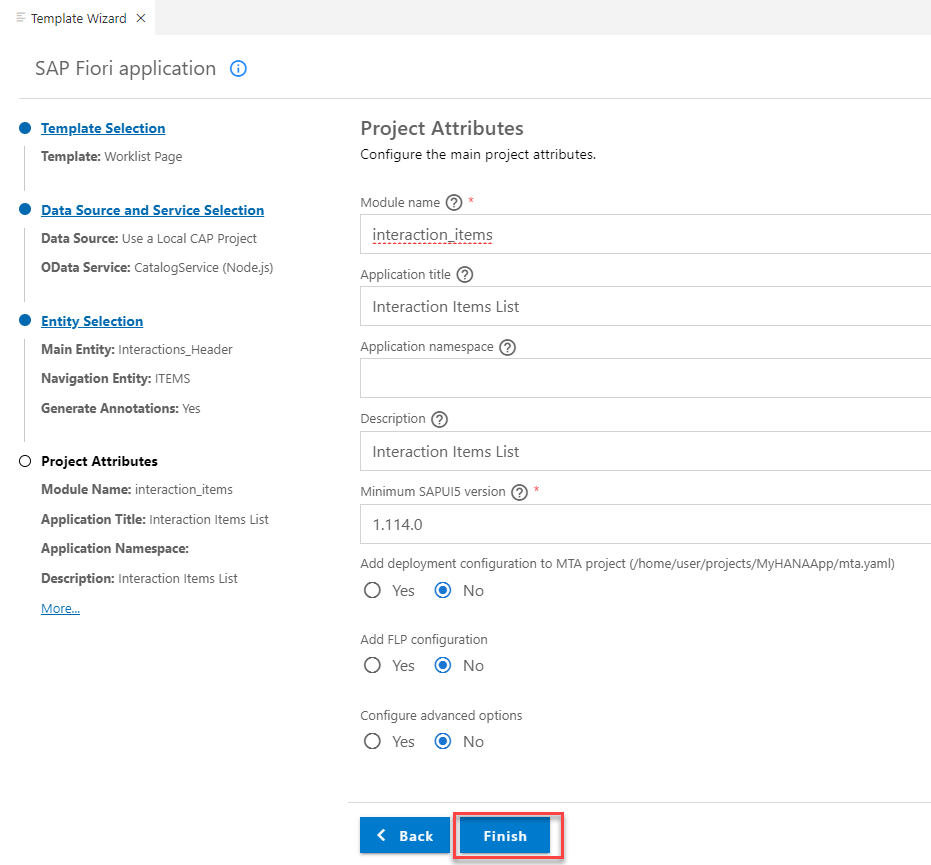 Template Wizard
SAP Fiori application
Template Selection
Template: Worklist Page
Data Source and Service Selection
Data Source: Use a Local CAP Project
OData Service: CatalogService (Node.js)
Entity Selection
Main Entity: Interactions_Header
Navigation Entity: ITEMS
Generate Annotations: Yes
Project Attributes
Module Name: interaction_items
Application Title: Interaction Items List
Application Namespace:
Description: Interaction Items List
More...
Project Attributes
Configure the main project attributes.
Module name ? *
interaction_items
Application title ?
Interaction Items List
Application namespace ?
Description ?
Interaction Items List
Minimum SAPUI5 version ? *
1.114.0
Add deployment configuration to MTA project (/home/user/projects/MyHANAApp/mta.yaml)
Yes No
Add FLP configuration
Yes No
Configure advanced options
Yes No
Back Finish